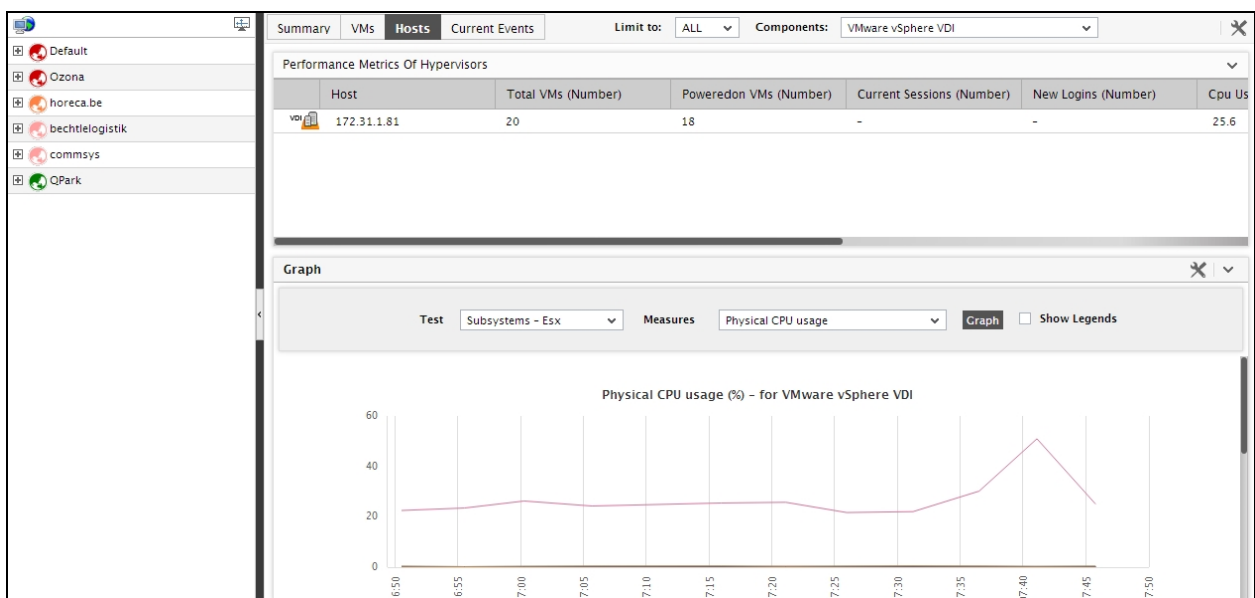 Summary VMs Hosts Current Events Limit to: ALL Components: VMware vSphere VDI
Default
Ozona
horeca.be
bechtlelogistik
commsys
QPark
Performance Metrics Of Hypervisors
Host Total VMs (Number) Poweredon VMs (Number) Current Sessions (Number) New Logins (Number) Cpu Us
VDI 172.31.1.81 20 18 - - 25.6
Graph
Test Subsystems - Esx Measures Physical CPU usage Graph Show Legends
Physical CPU usage (%) - for VMware vSphere VDI
60
40
20
0
6:50 6:55 7:00 7:05 7:10 7:15 7:20 7:25 7:30 7:35 07:40 7:45 7:50